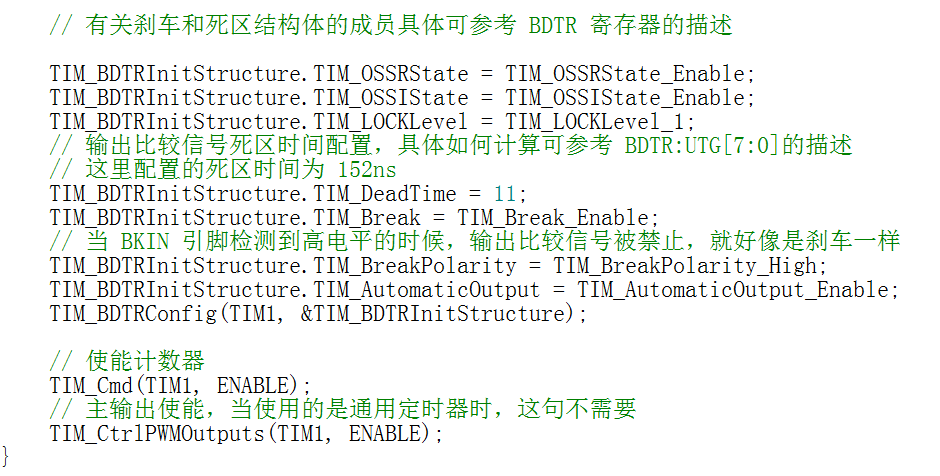 // 有关刹车和死区结构体的成员具体可参考 BDTR 寄存器的描述
TIM_BDTRInitStructure.TIM_OSSRState = TIM_OSSRState_Enable;
TIM_BDTRInitStructure.TIM_OSSIState = TIM_OSSIState_Enable;
TIM_BDTRInitStructure.TIM_LOCKLevel = TIM_LOCKLevel_1;
// 输出比较信号死区时间配置，具体如何计算可参考 BDTR:UTG[7:0]的描述
// 这里配置的死区时间为 152ns
TIM_BDTRInitStructure.TIM_DeadTime = 11;
TIM_BDTRInitStructure.TIM_Break = TIM_Break_Enable;
// 当 BKIN 引脚检测到高电平的时候，输出比较信号被禁止，就好像是刹车一样
TIM_BDTRInitStructure.TIM_BreakPolarity = TIM_BreakPolarity_High;
TIM_BDTRInitStructure.TIM_AutomaticOutput = TIM_AutomaticOutput_Enable;
TIM_BDTRConfig(TIM1, &TIM_BDTRInitStructure);
// 使能计数器
TIM_Cmd(TIM1, ENABLE);
// 主输出使能，当使用的是通用定时器时，这句不需要
TIM_CtrlPWMOutputs(TIM1, ENABLE);
}